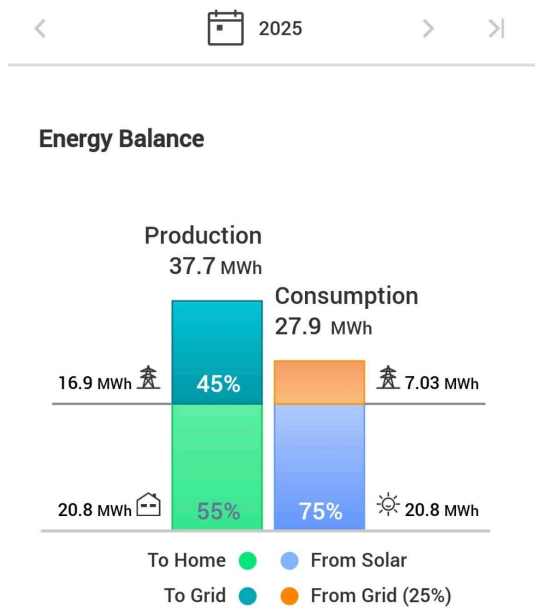 2025
Energy Balance
Production
37.7 MWh
Consumption
27.9 MWh
16.9 MWh 45% 7.03 MWh
20.8 MWh 55% 75% 20.8 MWh
To Home From Solar
To Grid From Grid (25%)